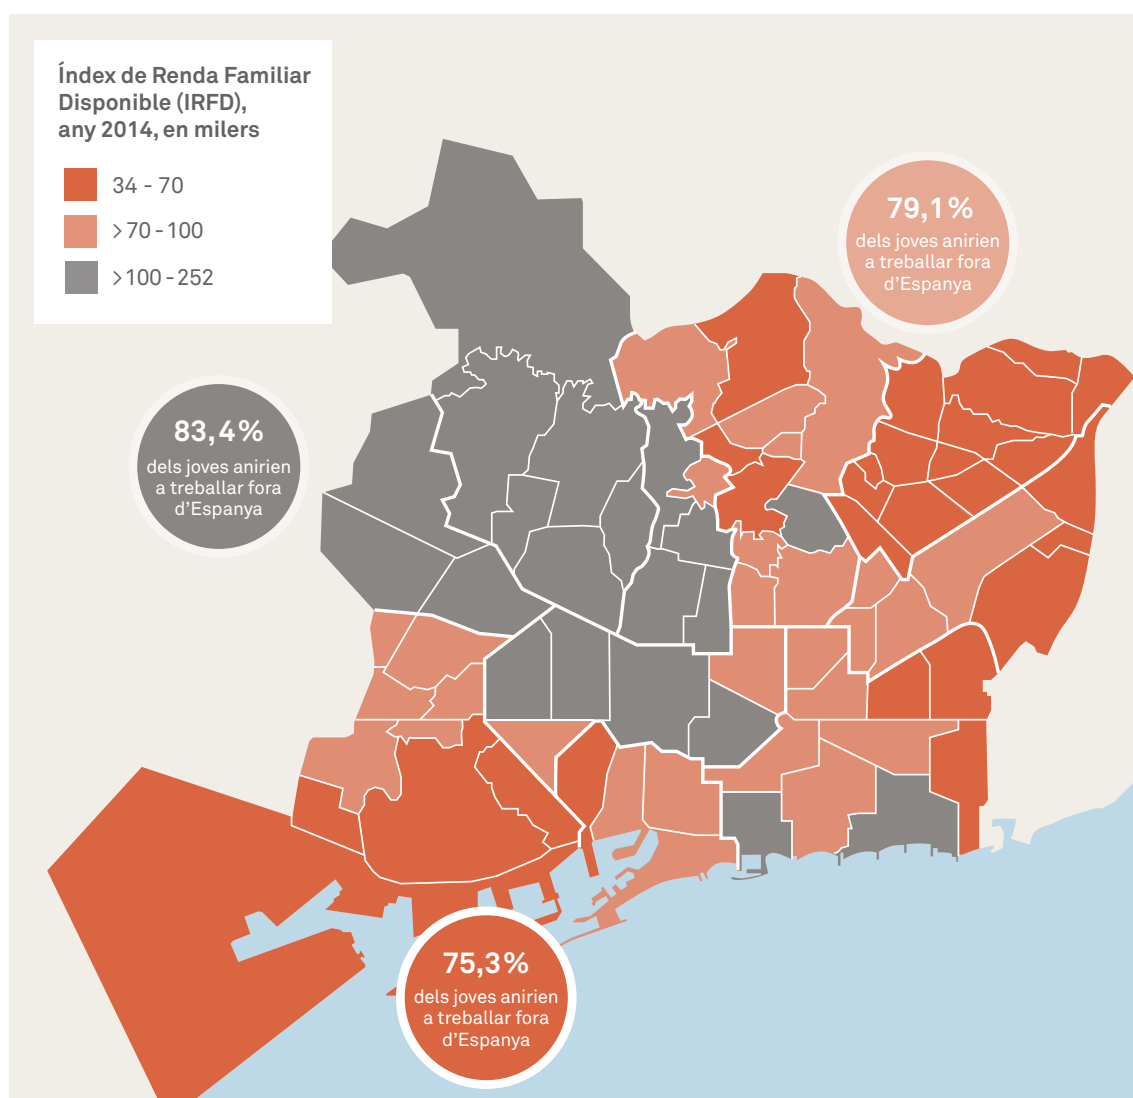 Índex de Renda Familiar
Disponible (IRFD),
any 2014, en milers
34 - 70
>70 - 100
>100 - 252
79,1%
dels joves anirien
a treballar fora
d'Espanya
83,4%
dels joves anirien
a treballar fora
d'Espanya
75,3%
dels joves anirien
a treballar fora
d'Espanya